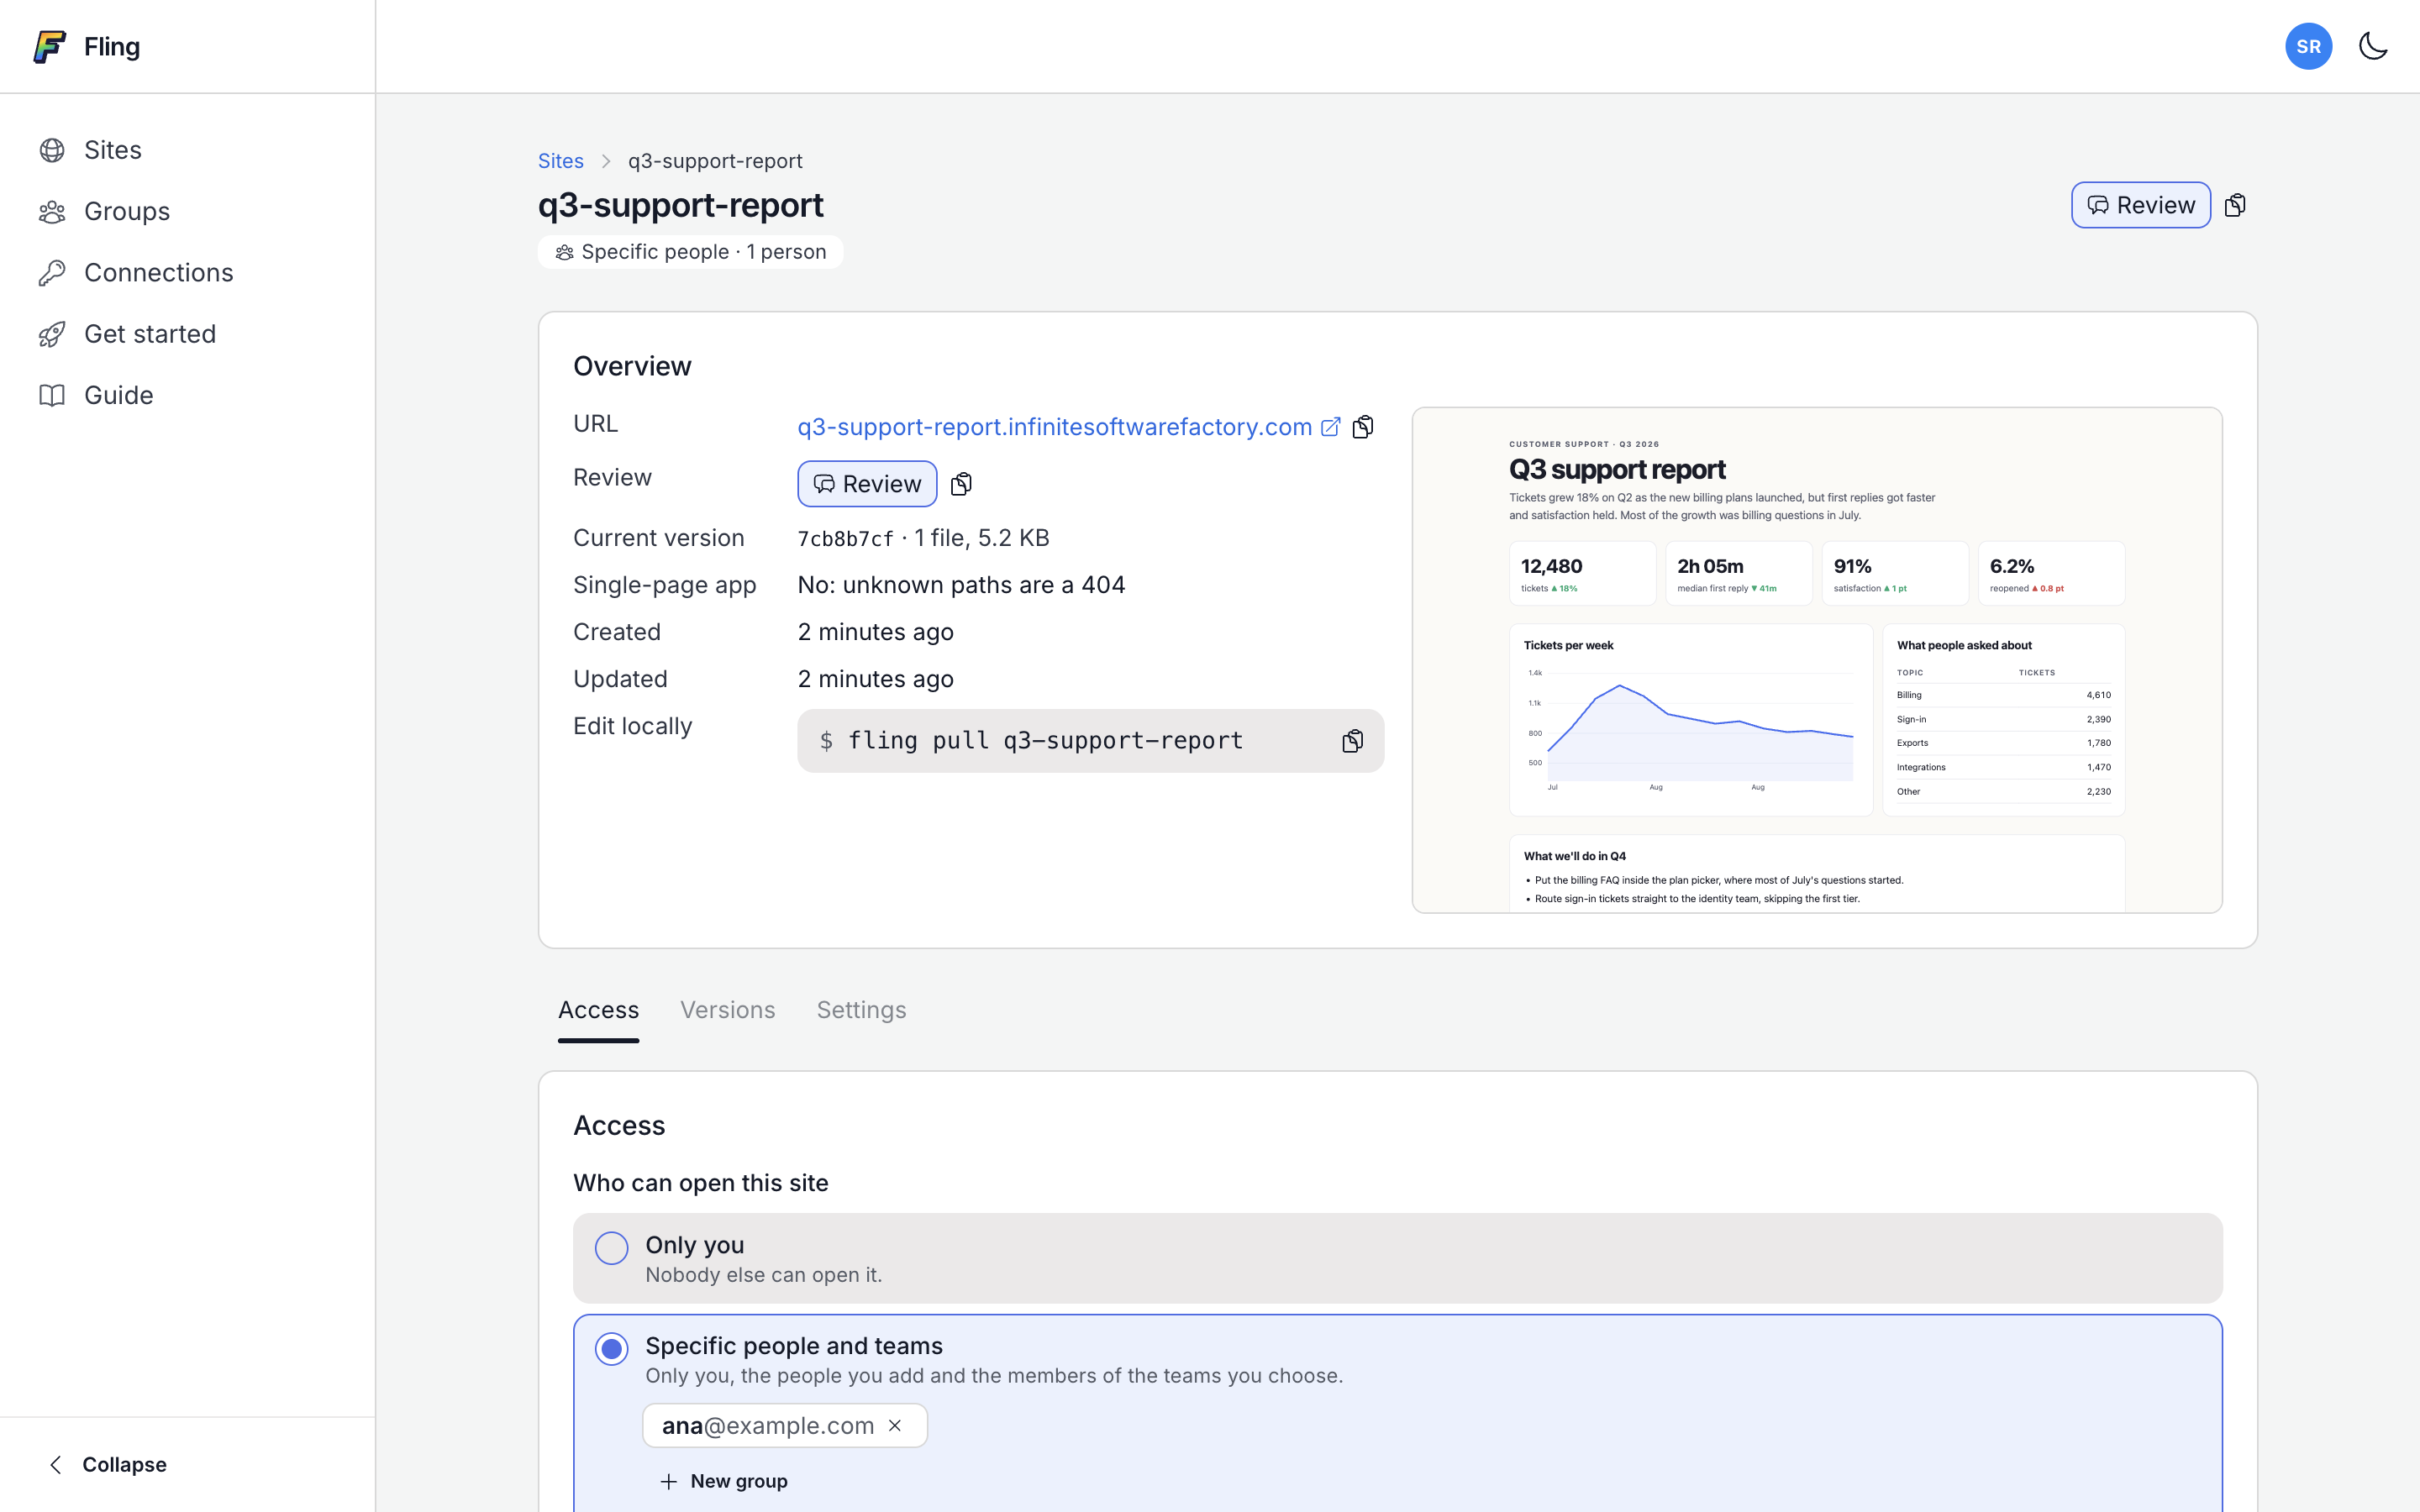 Fling
SR
Sites
Groups
Connections
Get started
Guide
Collapse
Sites > q3-support-report
q3-support-report
Specific people · 1 person
Review
Overview
URL
q3-support-report.infinitesoftwarefactory.com
Review
Review
Current version
7cb8b7cf · 1 file, 5.2 KB
Single-page app
No: unknown paths are a 404
Created
2 minutes ago
Updated
2 minutes ago
Edit locally
$ fling pull q3-support-report
CUSTOMER SUPPORT · Q3 2026
Q3 support report
Tickets grew 18% on Q2 as the new billing plans launched, but first replies got faster
and satisfaction held. Most of the growth was billing questions in July.
12,480
tickets ▲ 18%
2h 05m
median first reply ▼ 41m
91%
satisfaction ▲ 1 pt
6.2%
reopened ▲ 0.8 pt
Tickets per week
1.4k
1.1k
800
500
Jul Aug Aug
What people asked about
TOPIC TICKETS
Billing 4,610
Sign-in 2,390
Exports 1,780
Integrations 1,470
Other 2,230
What we'll do in Q4
• Put the billing FAQ inside the plan picker, where most of July's questions started.
• Route sign-in tickets straight to the identity team, skipping the first tier.
Access Versions Settings
Access
Who can open this site
Only you
Nobody else can open it.
Specific people and teams
Only you, the people you add and the members of the teams you choose.
ana@example.com ×
+ New group